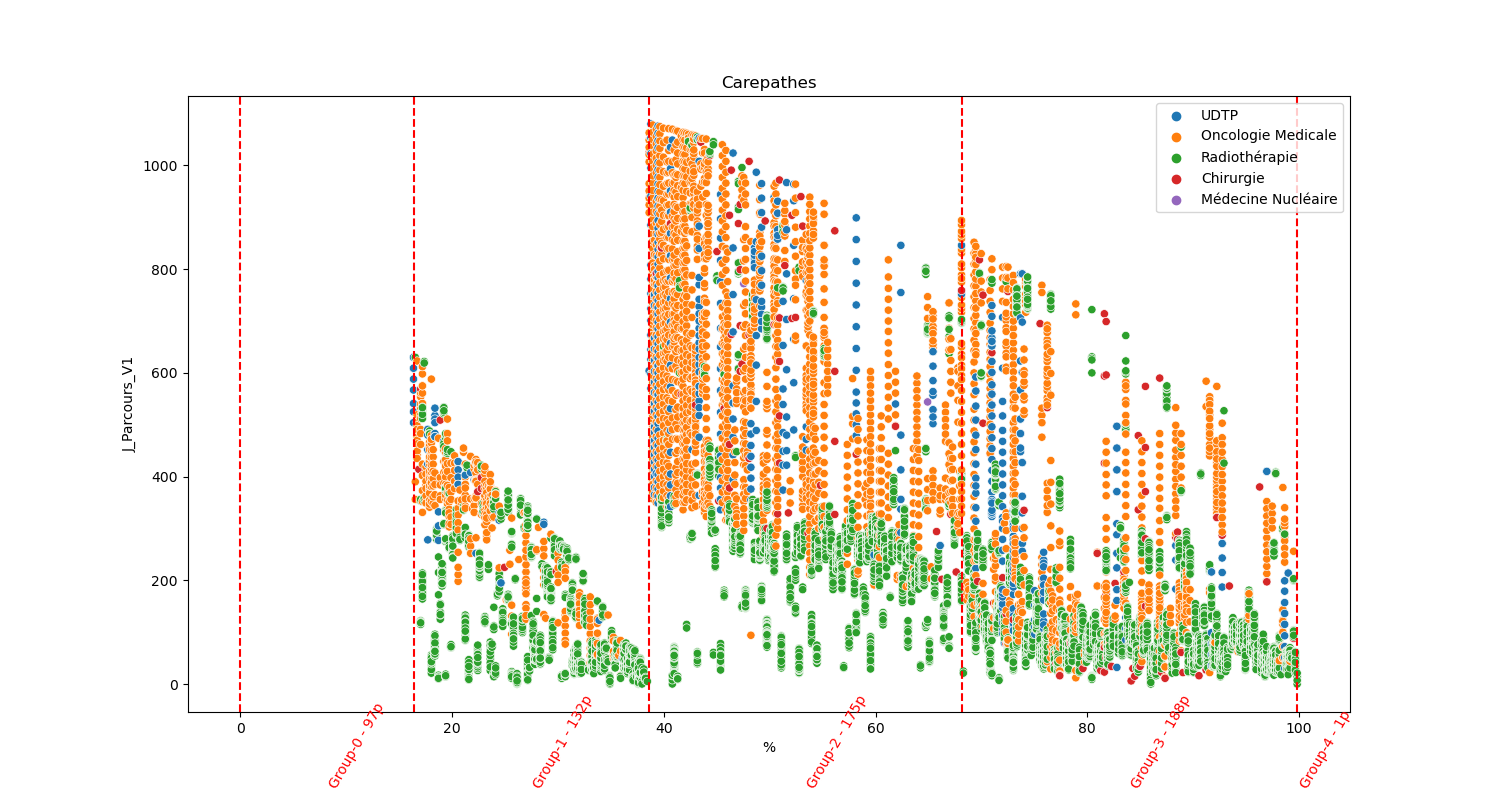 Carepathes
UDTP
Oncologie Medicale
Radiothérapie
Chirurgie
Médecine Nucléaire
J_Parcours_V1
1000
800
600
400
200
0
0
20
40
60
80
100
%
Group-0 - 97p
Group-1 - 132p
Group-2 - 175p
Group-3 - 188p
Group-4 - 1p